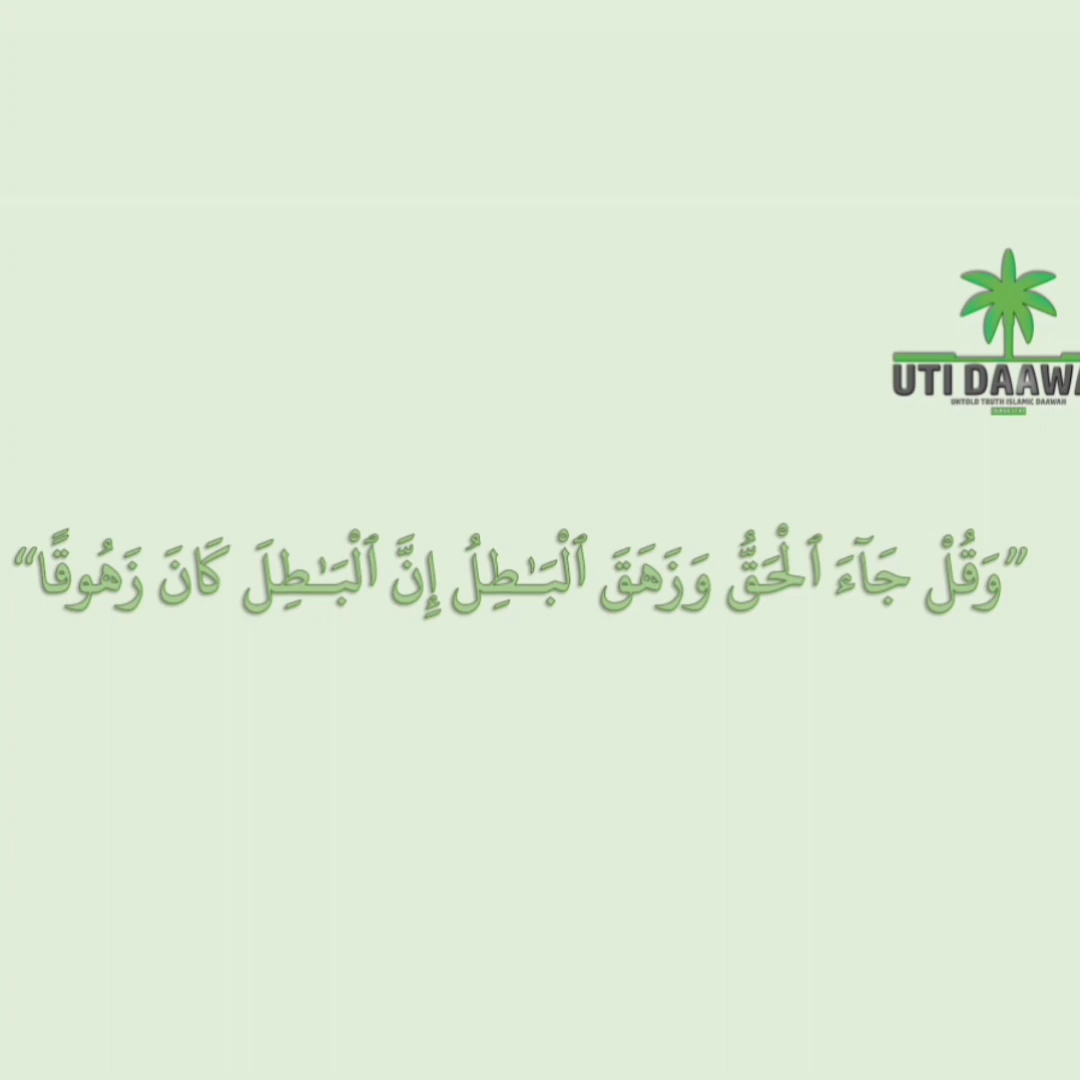 UTI DAAWA
UNTOLD TRUTH ISLAMIC DAAWAH
”وَقُلْ جَآءَ ٱلْحَقُّ وَزَهَقَ ٱلْبَـٰطِلُ إِنَّ ٱلْبَـٰطِلَ كَانَ زَهُوقًا“